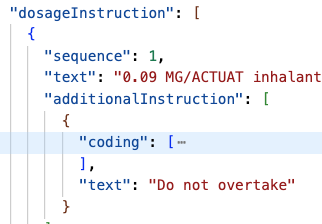 "dosageInstruction": [
{
"sequence": 1,
"text": "0.09 MG/ACTUAT inhalant
"additionalInstruction": [
{
"coding": [⋯
],
"text": "Do not overtake"
}